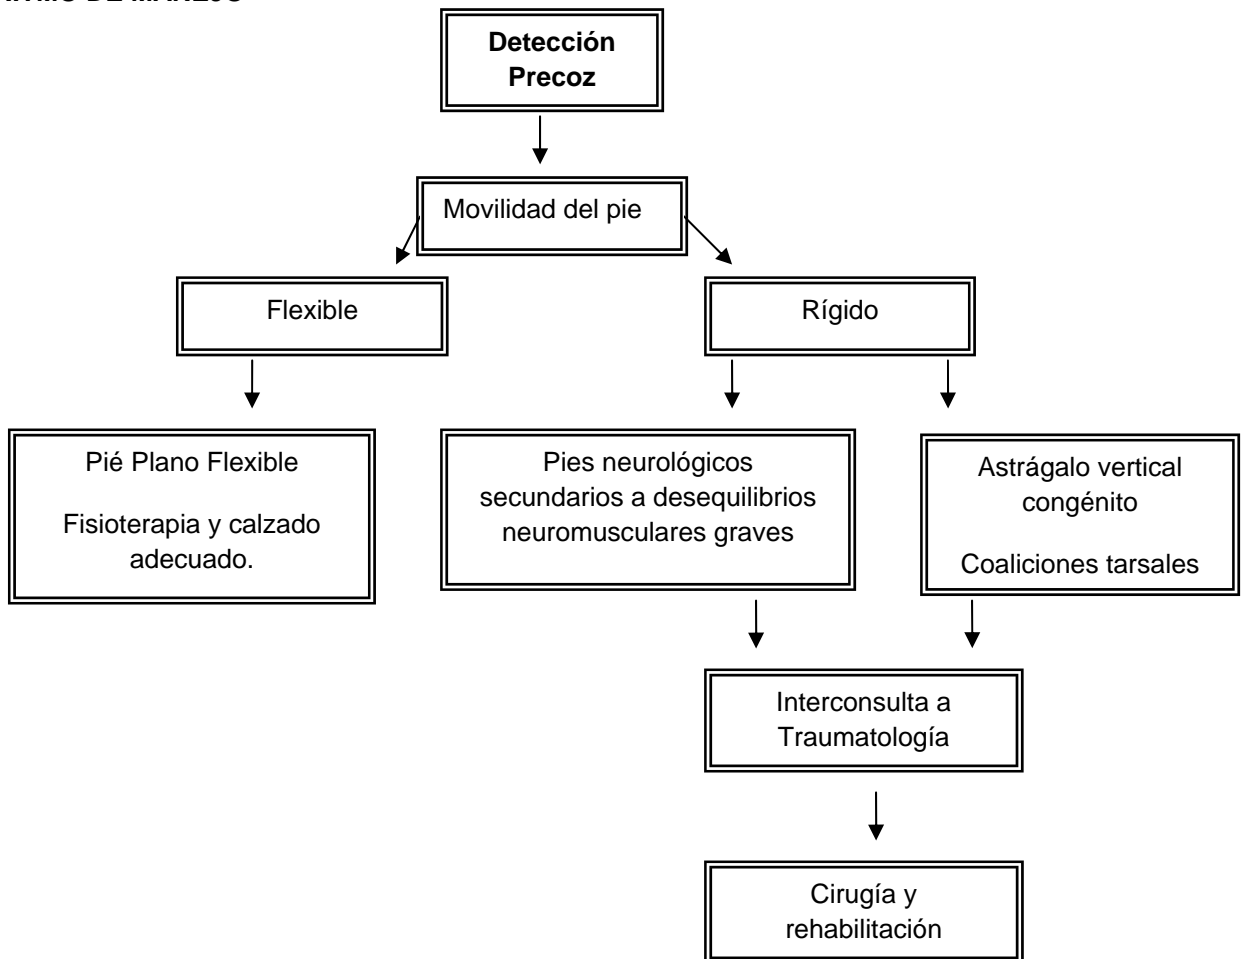 Detección
Precoz
Movilidad del pie
Flexible
Rígido
Pié Plano Flexible
Fisioterapia y calzado
adecuado.
Pies neurológicos
secundarios a desequilibrios
neuromusculares graves
Astrágalo vertical
congénito
Coaliciones tarsales
Interconsulta a
Traumatología
Cirugía y
rehabilitación